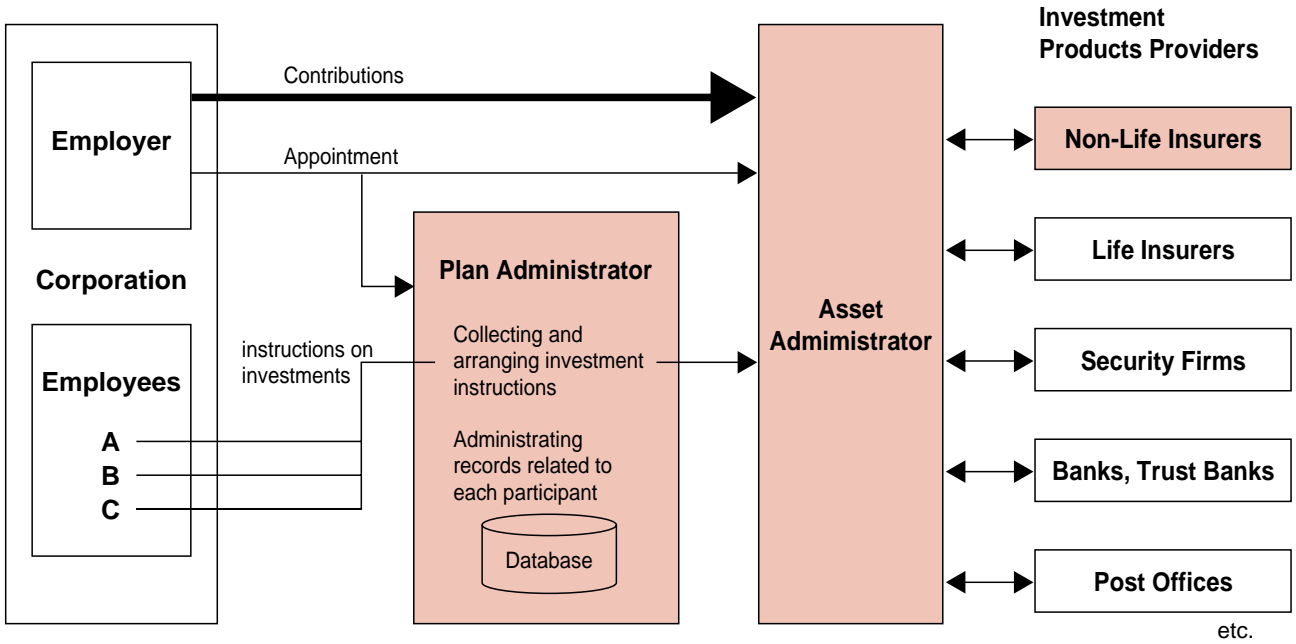 Investment
Products Providers
Contributions
Employer
Appointment
Corporation
Employees
A
B
C
instructions on
investments
Plan Administrator
Collecting and
arranging investment
instructions
Administrating
records related to
each participant
Database
Asset
Admimistrator
Non-Life Insurers
Life Insurers
Security Firms
Banks, Trust Banks
Post Offices
etc.